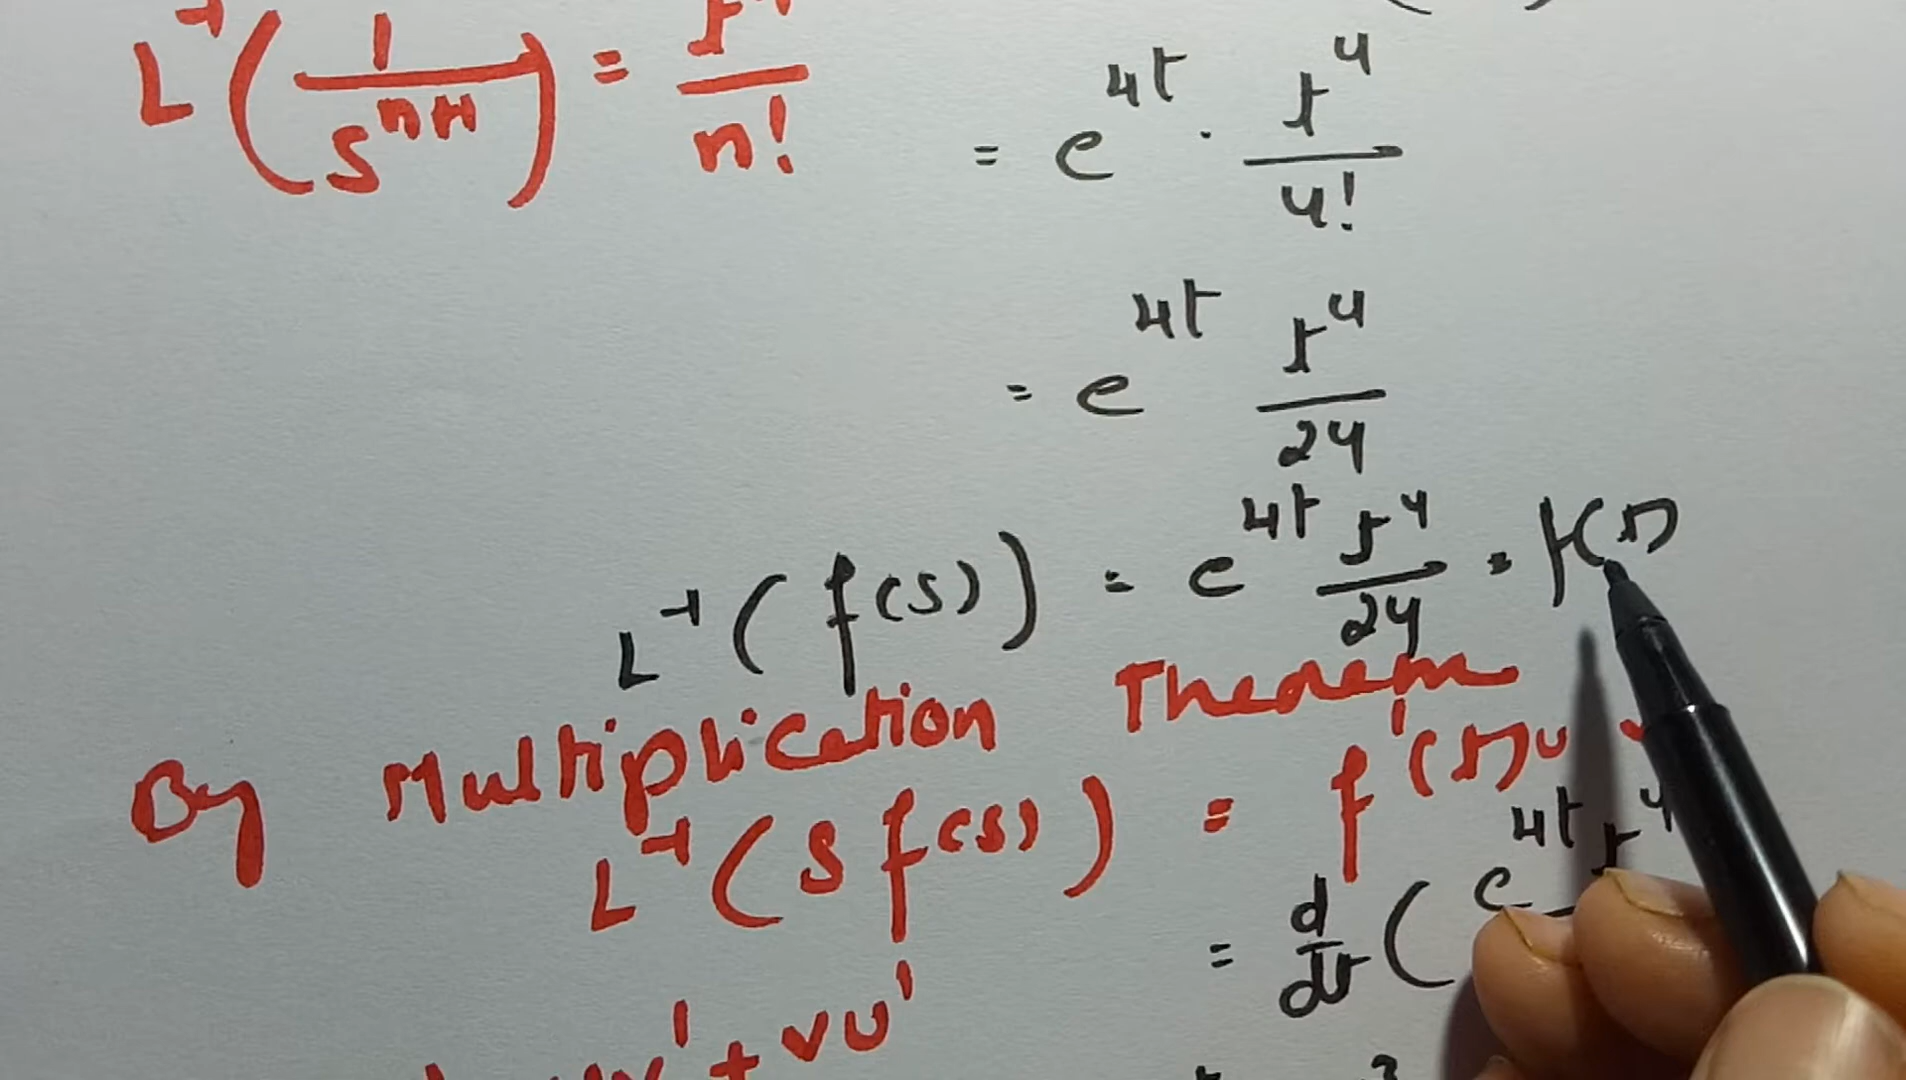 L⁻¹(1/sⁿ⁺¹) = tⁿ/n!
= e⁴ᵗ · t⁴/4!
= e⁴ᵗ t⁴/24
L⁻¹(f(s)) = e⁴ᵗ t⁴/24 = f(t)
By Multiplication Theorem
L⁻¹(s f(s)) = f'(t) u v
= d/dt (e⁴ᵗ t⁴
v' + vu'